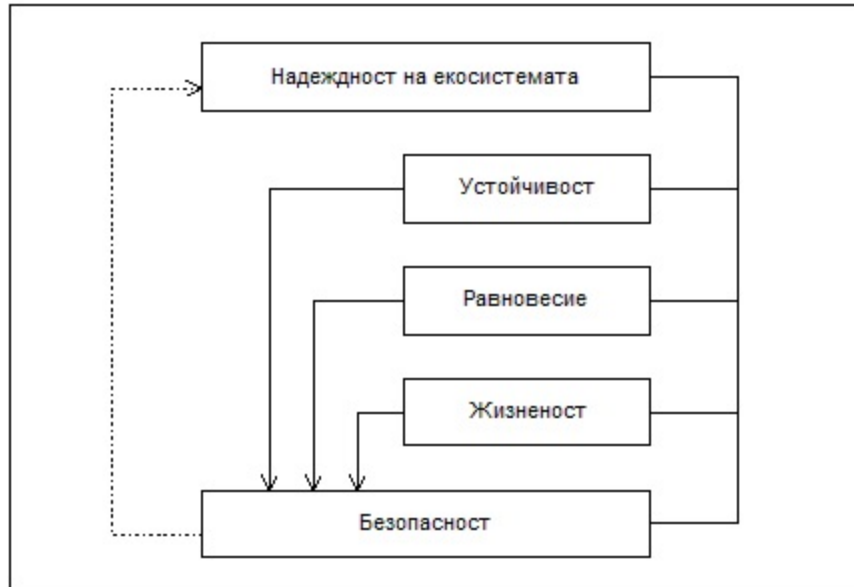 Надеждност на екосистемата
Устойчивост
Равновесие
Жизненост
Безопасност